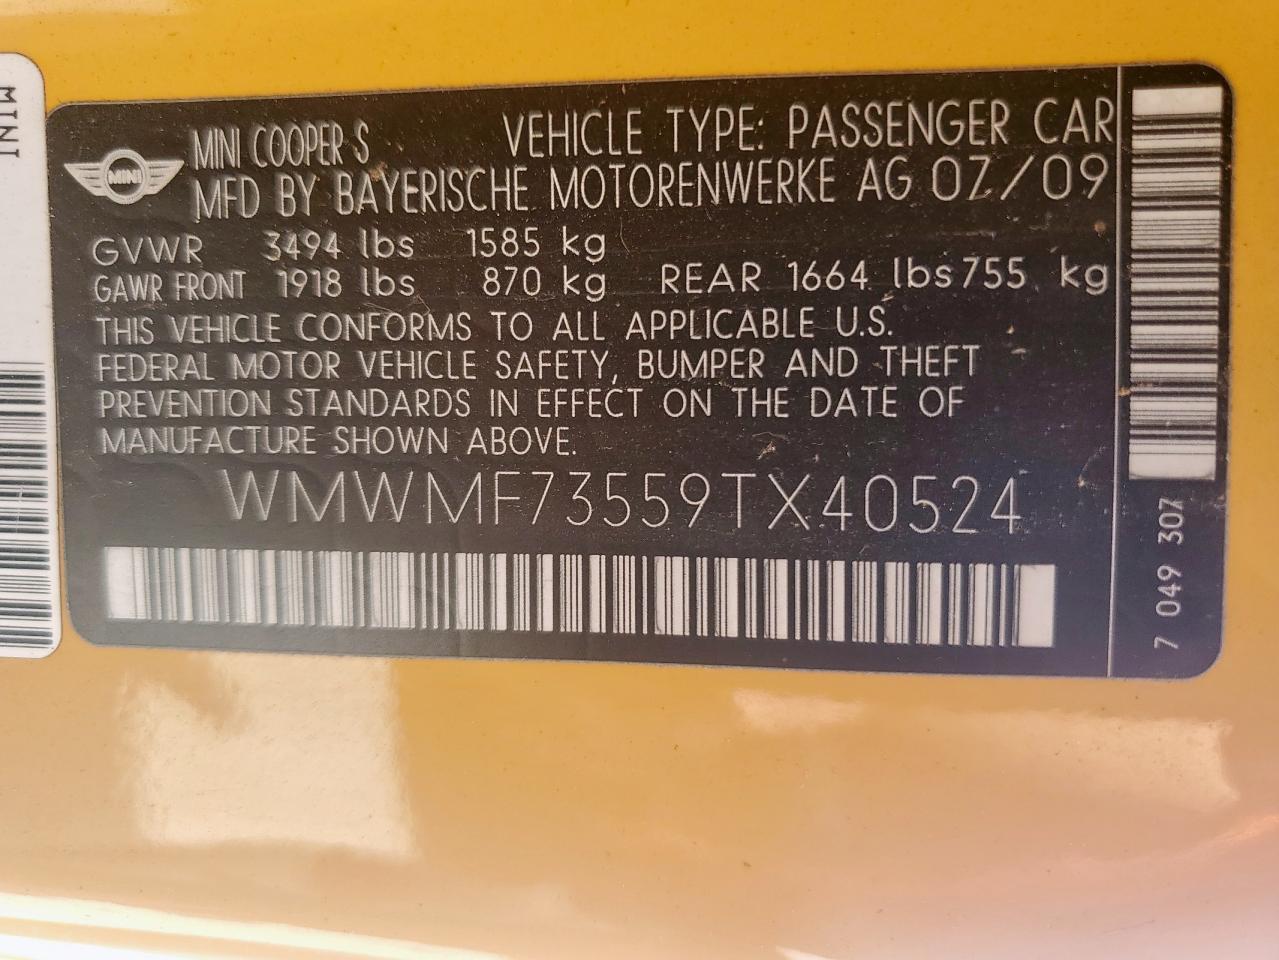 MINI
MINI
MINI COOPER S VEHICLE TYPE: PASSENGER CAR
MFD BY BAYERISCHE MOTORENWERKE AG 07/09
GVWR 3494 lbs 1585 kg
GAWR FRONT 1918 lbs 870 kg REAR 1664 lbs 755 kg
THIS VEHICLE CONFORMS TO ALL APPLICABLE U.S.
FEDERAL MOTOR VEHICLE SAFETY, BUMPER AND THEFT
PREVENTION STANDARDS IN EFFECT ON THE DATE OF
MANUFACTURE SHOWN ABOVE.
WMWMF73559TX40524
7 049 307